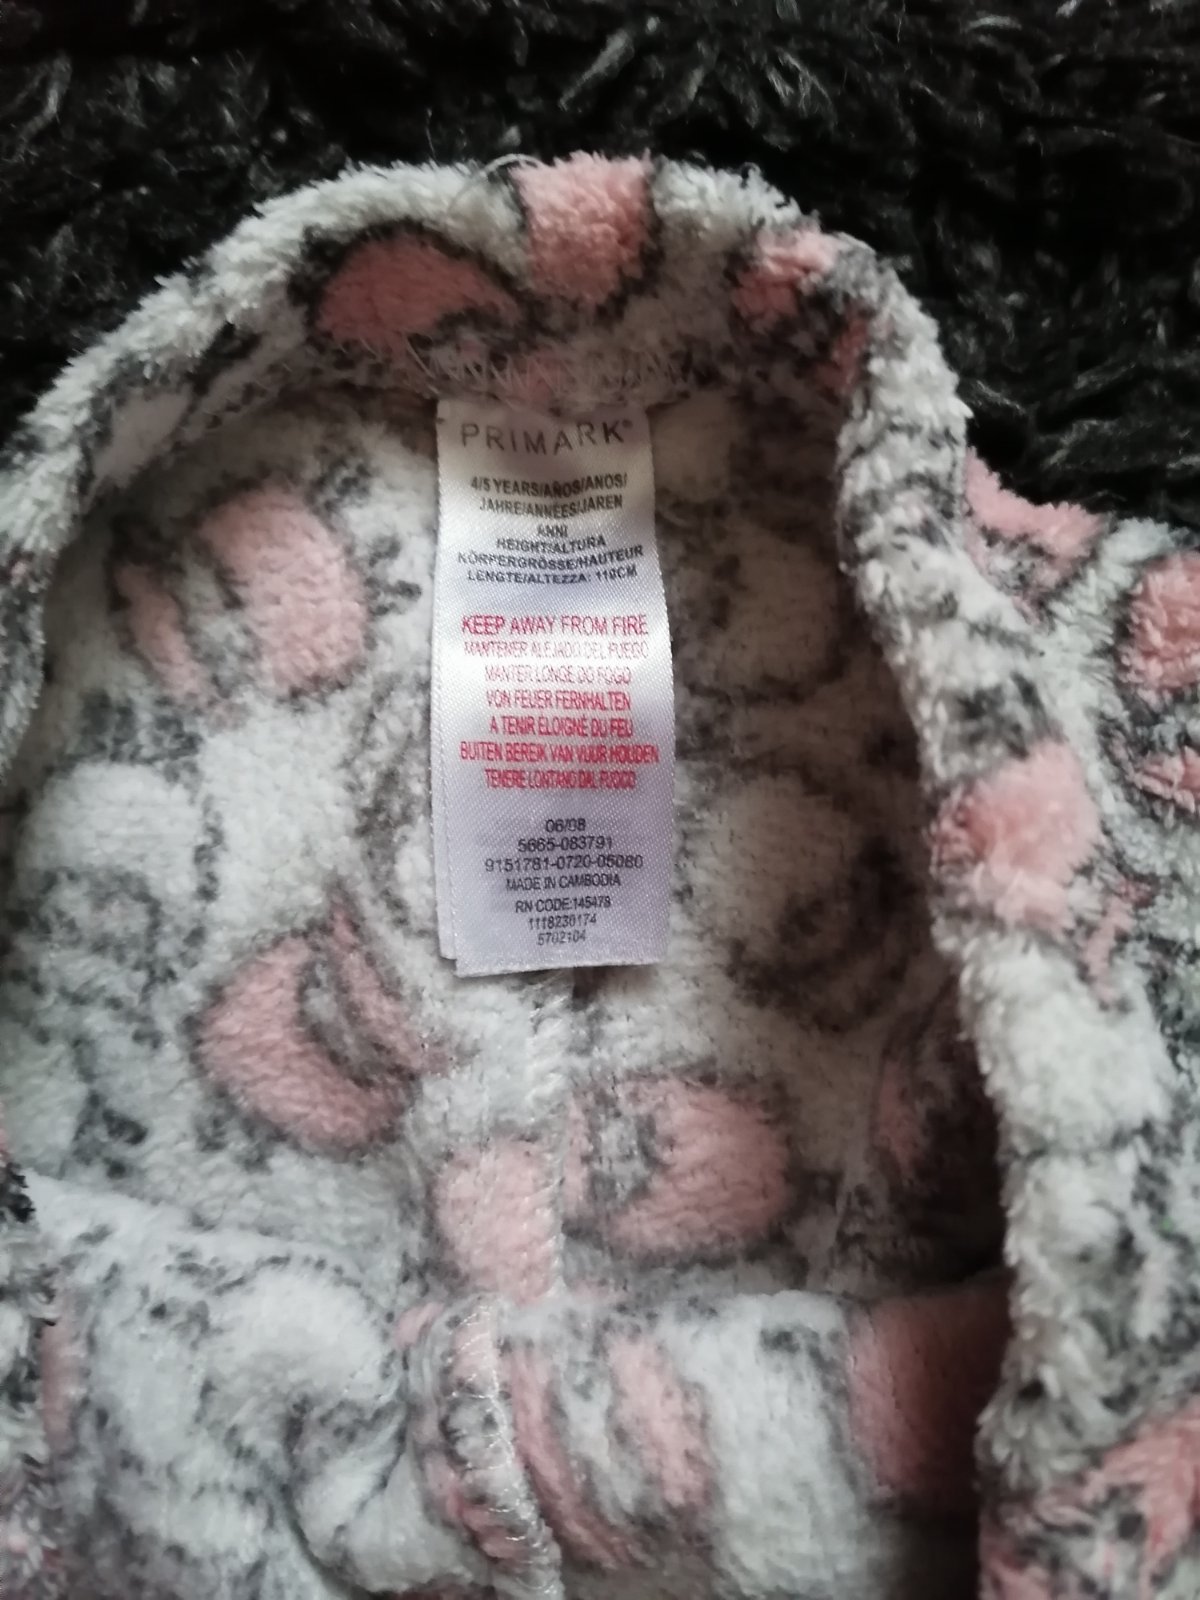 PRIMARK®
4/5 YEARS/AÑOS/ANOS/
JAHRE/ANNÉES/JAREN
ANNI
HEIGHT/ALTURA
KÖRPERGRÖSSE/HAUTEUR
LENGTE/ALTEZZA: 110CM
KEEP AWAY FROM FIRE
MANTENER ALEJADO DEL FUEGO
MANTER LONGE DO FOGO
VON FEUER FERNHALTEN
A TENIR ELOIGNÉ DU FEU
BUITEN BEREIK VAN VUUR HOUDEN
TENERE LONTANO DAL FUOCO
06/08
5665-083791
9151781-0720-05080
MADE IN CAMBODIA
RN CODE:145478
1118230174
5702104